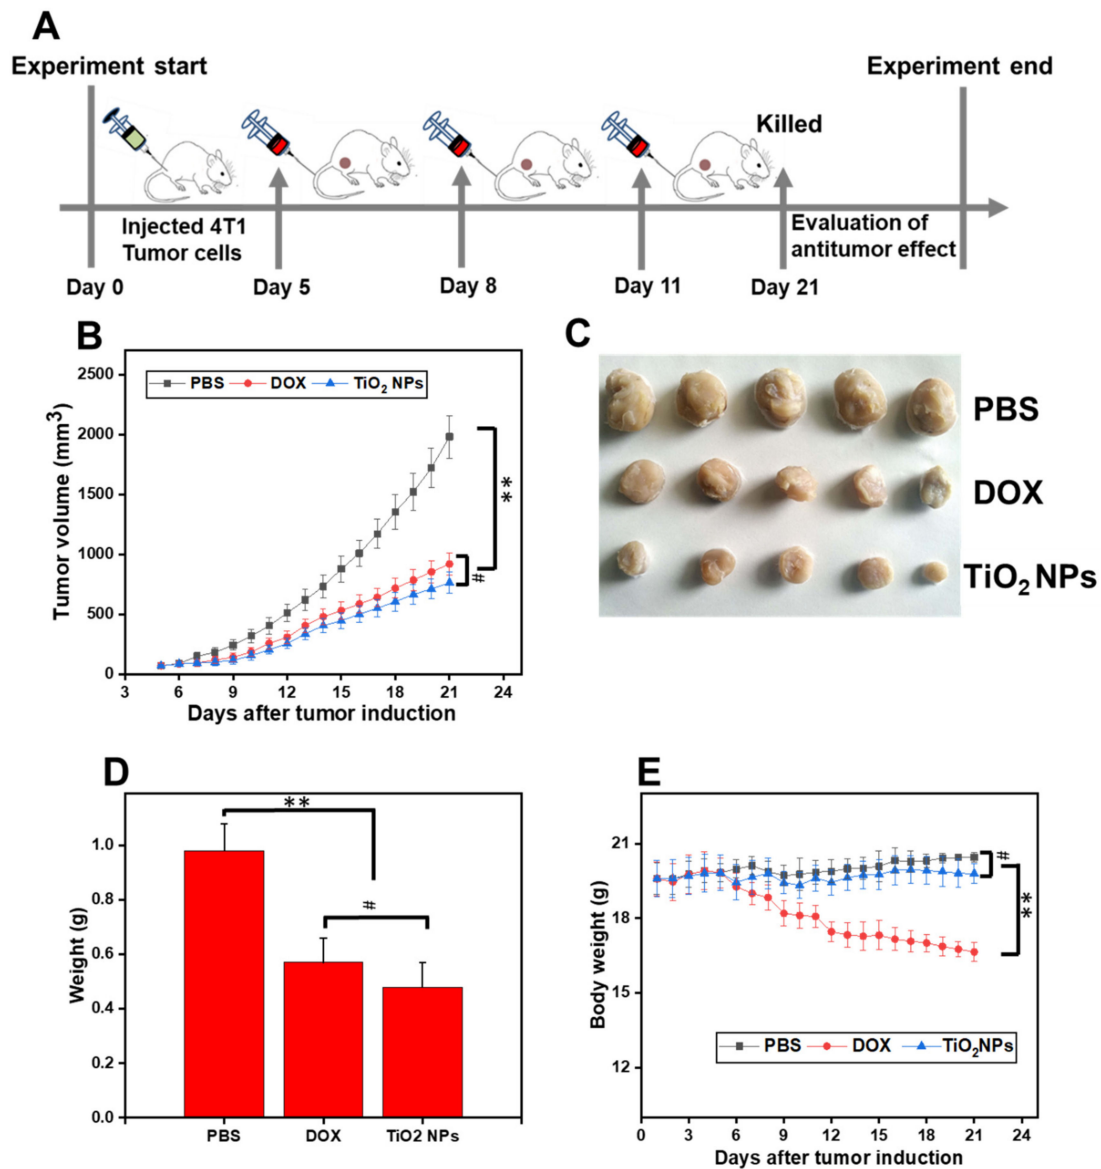 A
Experiment start
Experiment end
Killed
Injected 4T1
Tumor cells
Evaluation of
antitumor effect
Day 0
Day 5
Day 8
Day 11
Day 21
B
PBS DOX TiO2 NPs
2500
2000
1500
1000
500
0
3 6 9 12 15 18 21 24
Tumor volume (mm3)
Days after tumor induction
**
#
C
PBS
DOX
TiO2 NPs
D
**
#
1.0
0.8
0.6
0.4
0.2
0.0
Weight (g)
PBS DOX TiO2 NPs
E
21
18
15
12
#
**
Body weight (g)
PBS DOX TiO2NPs
0 3 6 9 12 15 18 21 24
Days after tumor induction